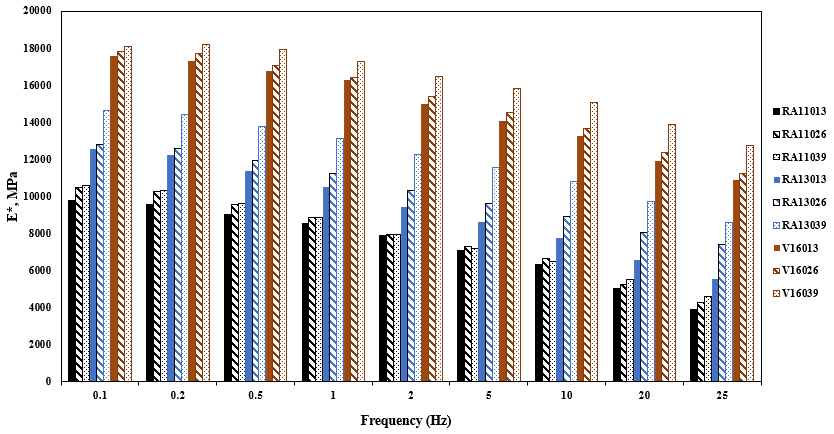 20000
18000
16000
14000
12000
10000
8000
6000
4000
2000
0
E*, MPa
0.1 0.2 0.5 1 2 5 10 20 25
Frequency (Hz)
RA11013
RA11026
RA11039
RA13013
RA13026
RA13039
V16013
V16026
V16039